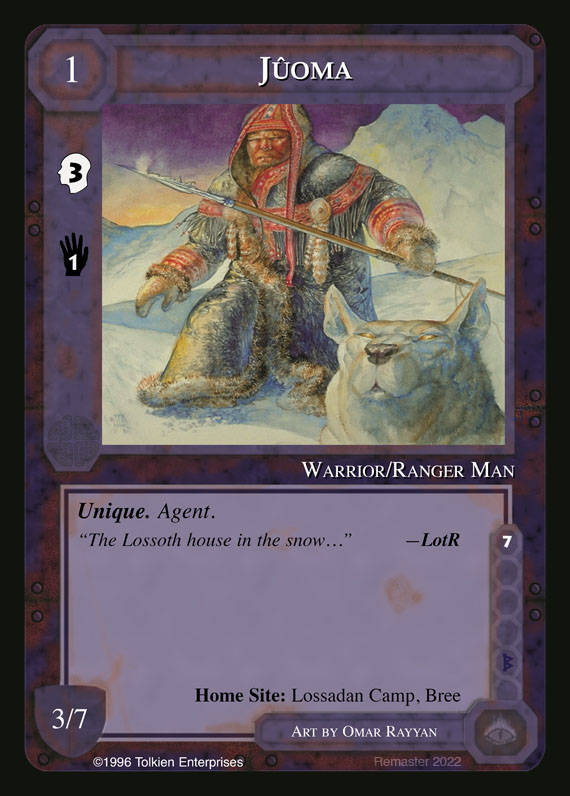 1
JÛOMA
3
1
WARRIOR/RANGER MAN
Unique. Agent.
“The Lossoth house in the snow…” —LotR
7
Home Site: Lossadan Camp, Bree
3/7
ART BY OMAR RAYYAN
©1996 Tolkien Enterprises
Remaster 2022